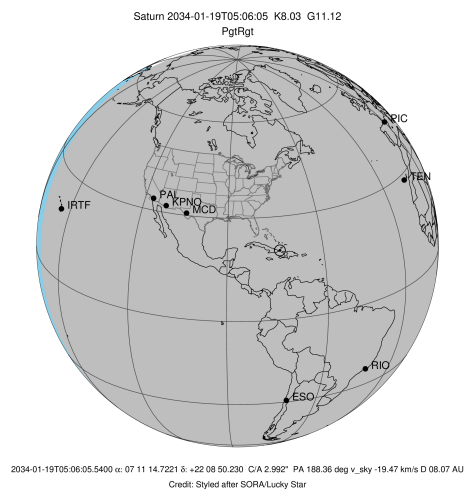 Saturn 2034-01-19T05:06:05 K8.03 G11.12
PgtRgt
PIC
TEN
PAL
KPNO
IRTF
MCD
RIO
ESO
2034-01-19T05:06:05.5400 α: 07 11 14.7221 δ: +22 08 50.230 C/A 2.992" PA 188.36 deg v_sky -19.47 km/s D 08.07 AU
Credit: Styled after SORA/Lucky Star